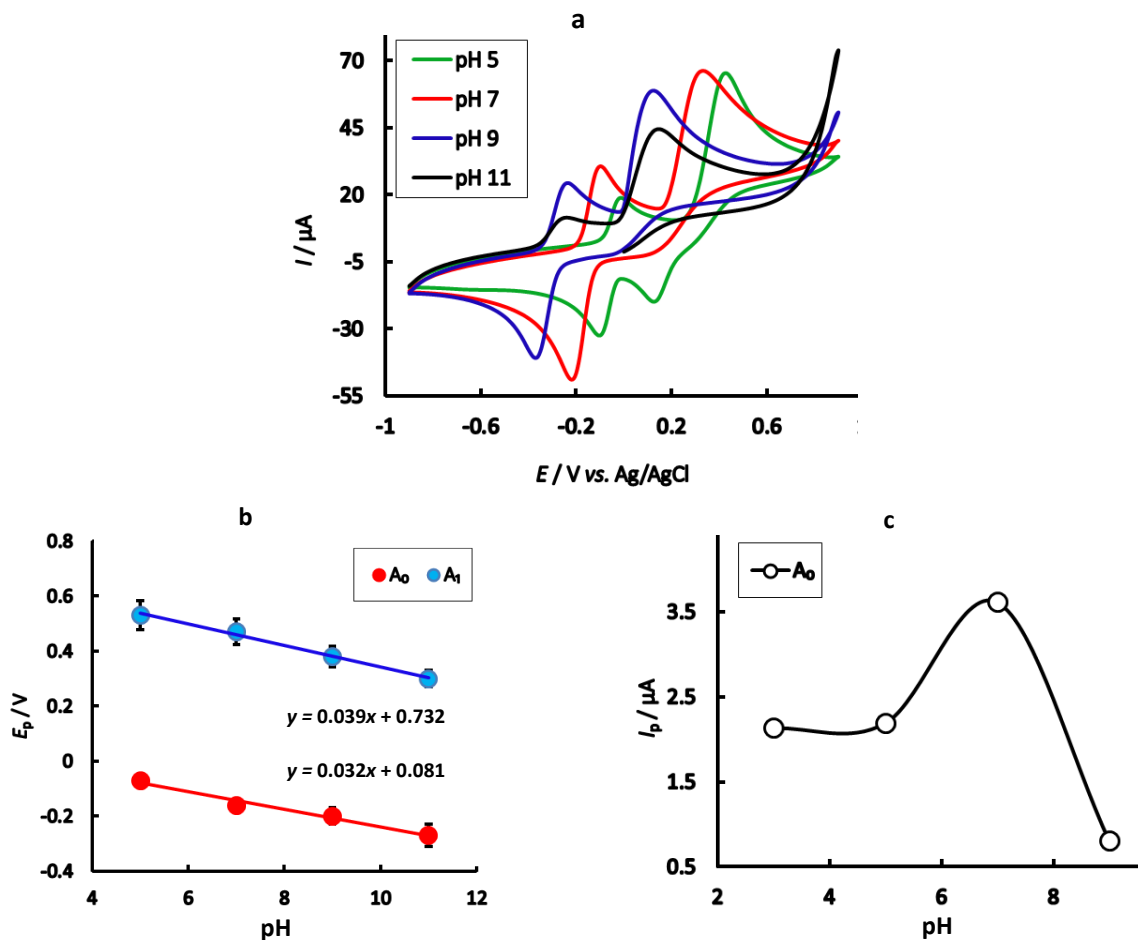 a
70
45
20
-5
-30
-55
pH 5
pH 7
pH 9
pH 11
I / µA
-1
-0.6
-0.2
0.2
0.6
E / V vs. Ag/AgCl
b
0.8
0.6
0.4
0.2
0
-0.2
-0.4
Eₚ / V
A₀
A₁
y = 0.039x + 0.732
y = 0.032x + 0.081
4
6
8
10
12
pH
c
A₀
3.5
2.5
1.5
0.5
Iₚ / µA
2
4
6
8
pH